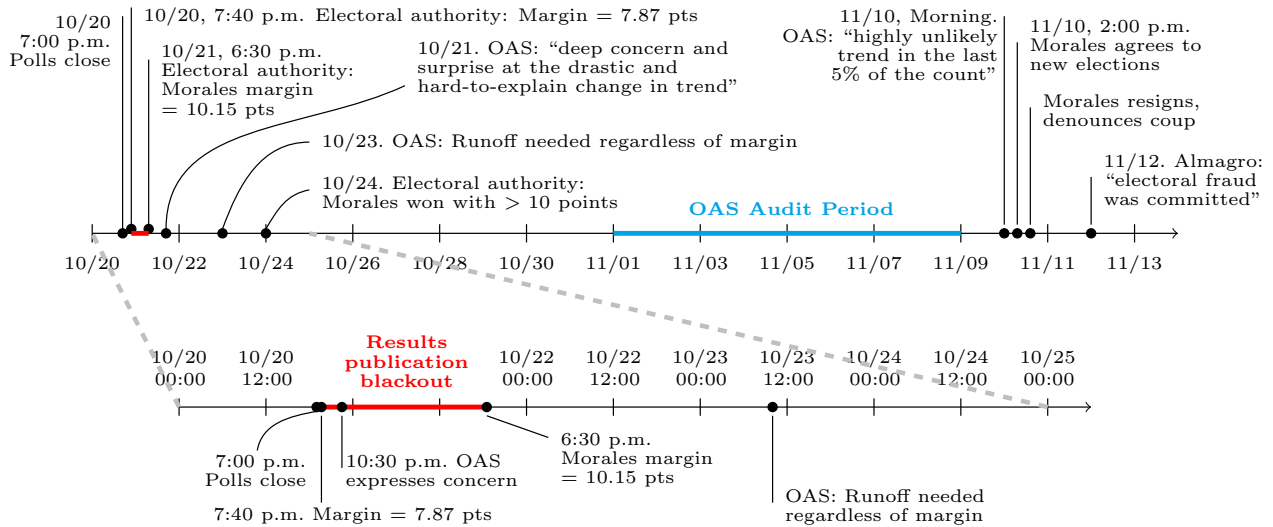 10/20
7:00 p.m.
Polls close
10/20, 7:40 p.m. Electoral authority: Margin = 7.87 pts
10/21, 6:30 p.m.
Electoral authority:
Morales margin
= 10.15 pts
10/21. OAS: “deep concern and
surprise at the drastic and
hard-to-explain change in trend”
10/23. OAS: Runoff needed regardless of margin
10/24. Electoral authority:
Morales won with > 10 points
OAS Audit Period
11/10, Morning.
OAS: “highly unlikely
trend in the last
5% of the count”
11/10, 2:00 p.m.
Morales agrees to
new elections
Morales resigns,
denounces coup
11/12. Almagro:
“electoral fraud
was committed”
10/20 10/22 10/24 10/26 10/28 10/30 11/01 11/03 11/05 11/07 11/09 11/11 11/13
Results
publication
blackout
10/20 10/20 10/22 10/22 10/23 10/23 10/24 10/24 10/25
00:00 12:00 00:00 12:00 00:00 12:00 00:00 12:00 00:00
7:00 p.m.
Polls close
7:40 p.m. Margin = 7.87 pts
10:30 p.m. OAS
expresses concern
6:30 p.m.
Morales margin
= 10.15 pts
OAS: Runoff needed
regardless of margin